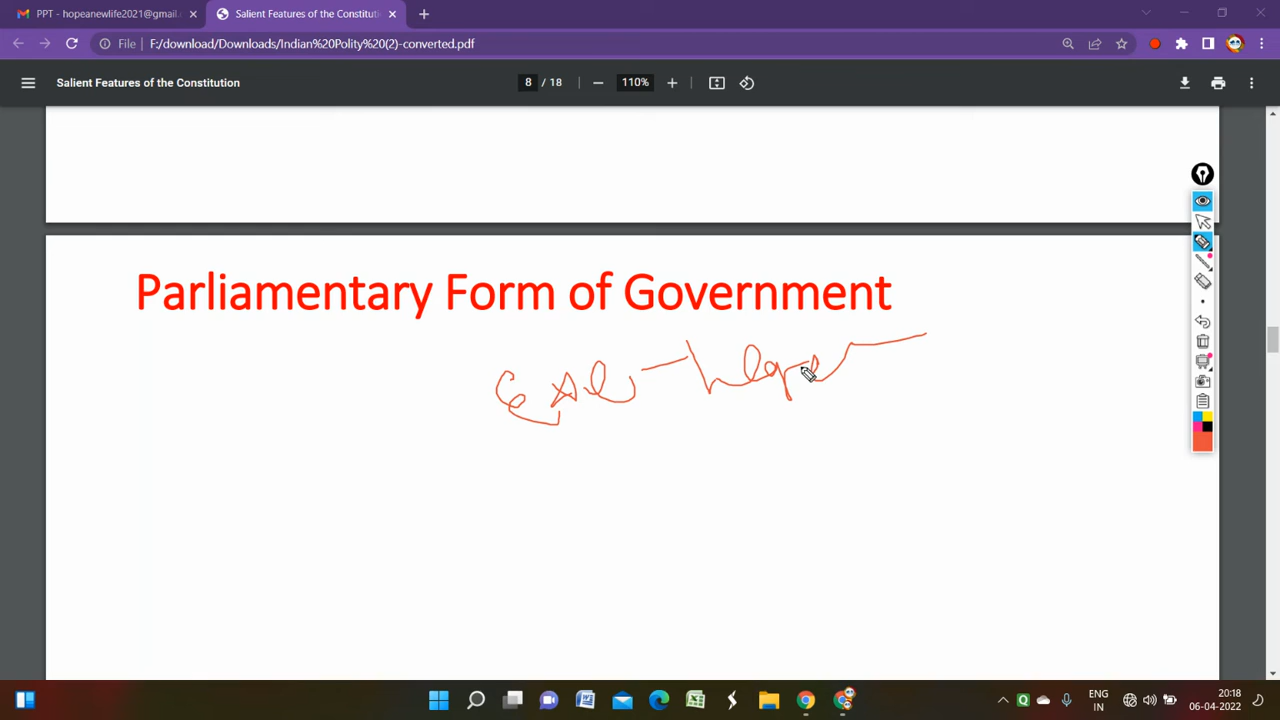 PPT - hopeanewlife2021@gmail.c
Salient Features of the Constituti
File
F:/download/Downloads/Indian%20Polity%20(2)-converted.pdf
Salient Features of the Constitution
8 / 18
110%
Parliamentary Form of Government
ENG
IN
20:18
06-04-2022